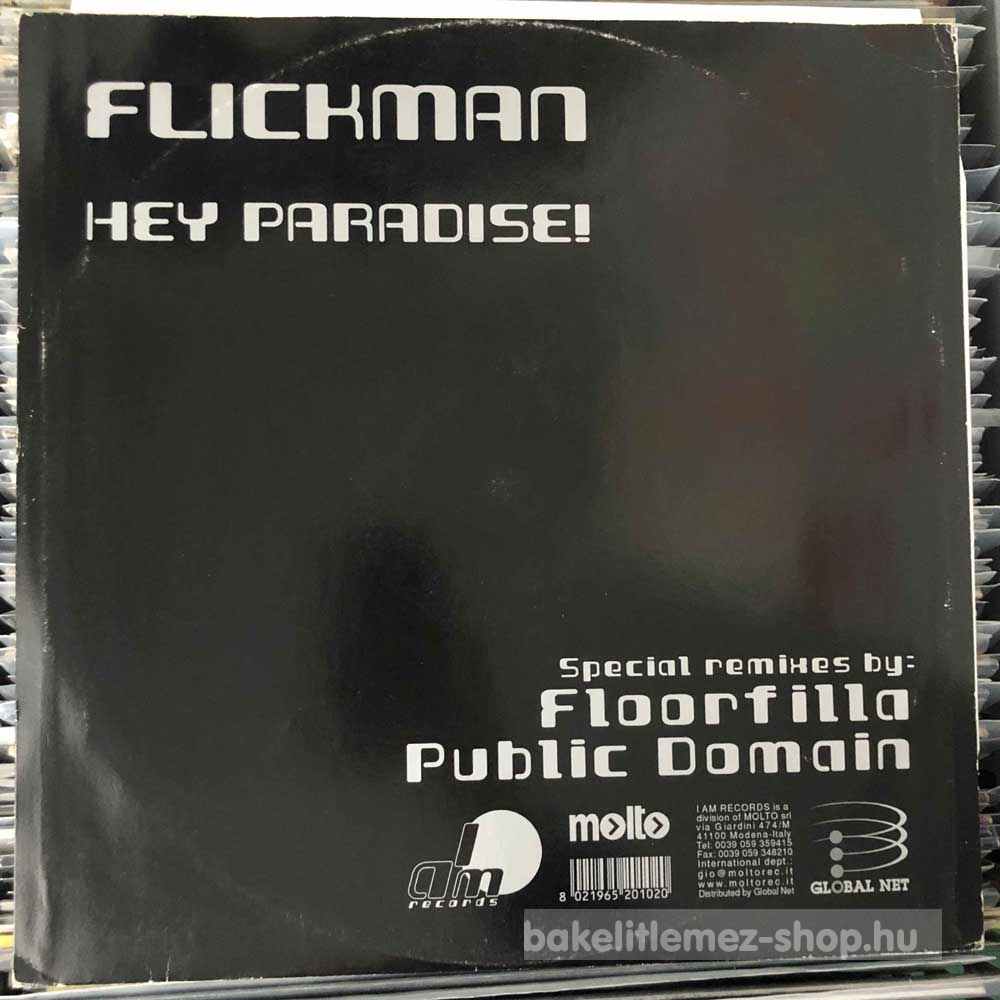 FLICKMAN
HEY PARADISE!
Special remixes by:
Floorfilla
Public Domain
I am
records
molto
8 021965 201020
I AM RECORDS is a
division of MOLTO srl
via Giardini 474/M
41100 Modena-Italy
Tel: 0039 059 359415
Fax: 0039 059 348210
International dept.:
gio@moltorec.it
www.moltorec.it
Distributed by Global Net
GLOBAL NET
bakelitlemez-shop.hu